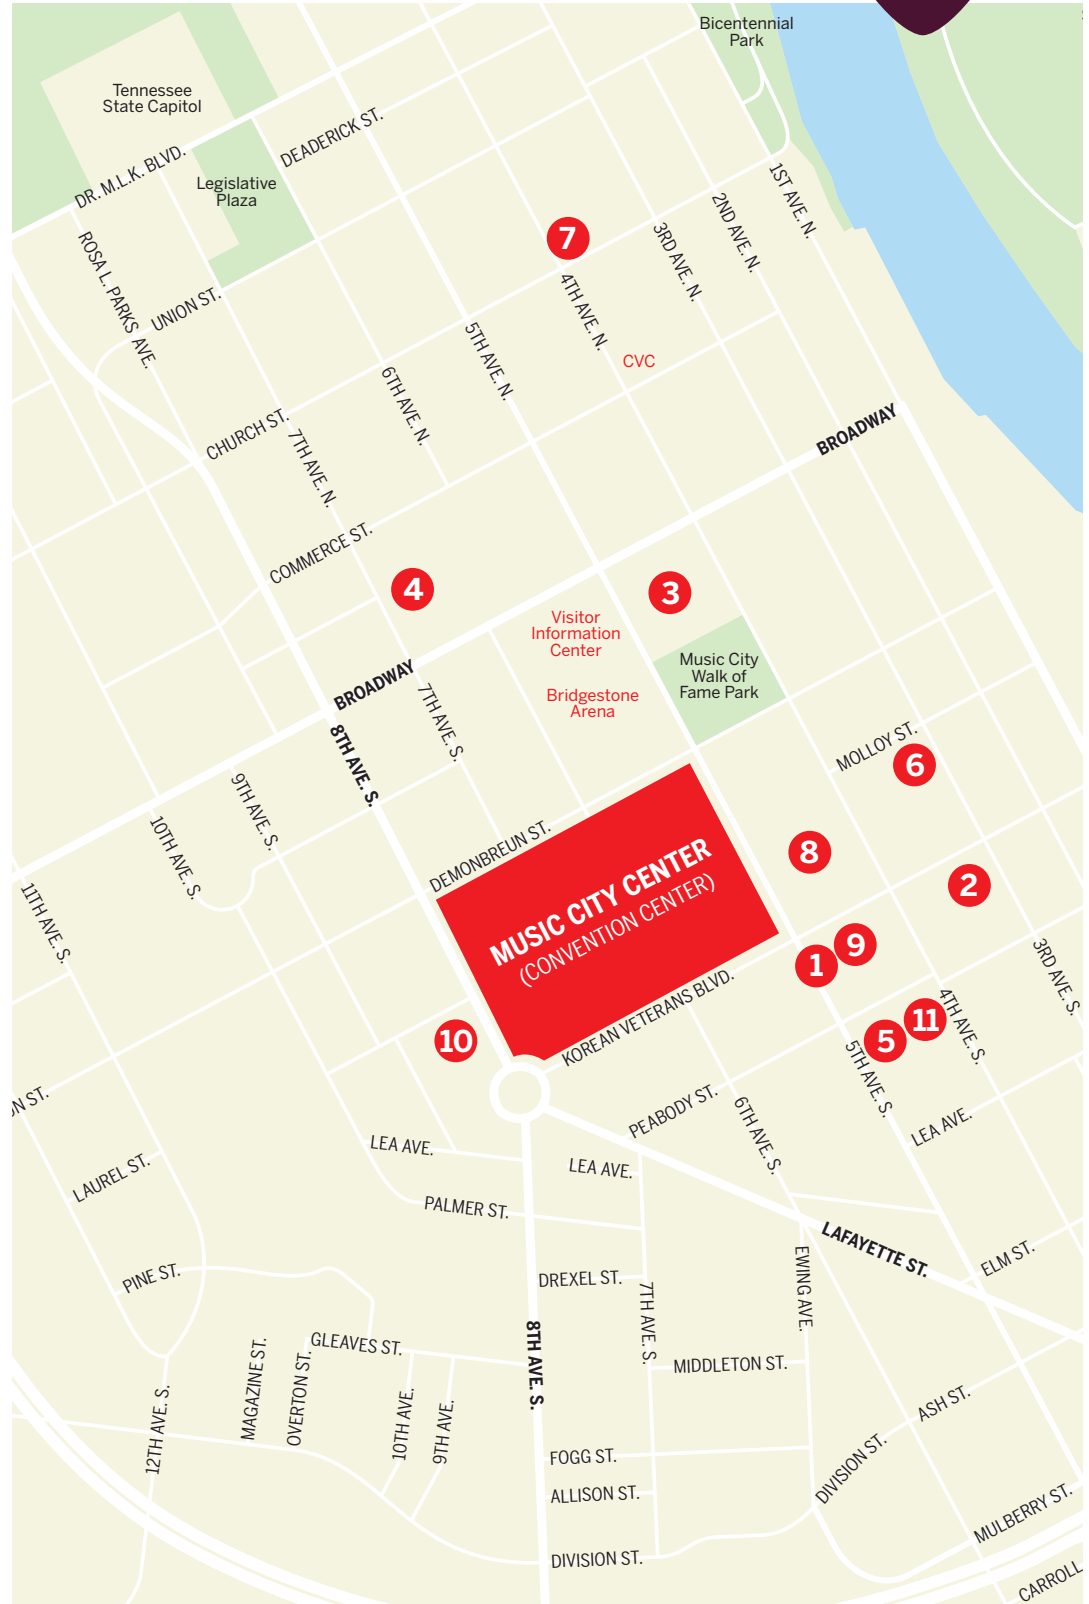 Bicentennial
Park
Tennessee
State Capitol
DEADERICK ST.
DR. M.L.K. BLVD.
Legislative
Plaza
1ST AVE. N.
2ND AVE. N.
3RD AVE. N.
7
4TH AVE. N.
ROSA L. PARKS AVE.
UNION ST.
5TH AVE. N.
CVC
6TH AVE. N.
BROADWAY
CHURCH ST.
7TH AVE. N.
COMMERCE ST.
4
3
Visitor
Information
Center
Music City
Walk of
Fame Park
BROADWAY
7TH AVE. S.
Bridgestone
Arena
8TH AVE. S.
MOLLOY ST.
6
9TH AVE. S.
10TH AVE. S.
DEMONBREUN ST.
8
2
MUSIC CITY CENTER
(CONVENTION CENTER)
11TH AVE. S.
9
1
3RD AVE. S.
KOREAN VETERANS BLVD.
10
11
5
4TH AVE. S.
5TH AVE. S.
ON ST.
PEABODY ST.
6TH AVE. S.
LEA AVE.
LEA AVE.
LEA AVE.
LAUREL ST.
PALMER ST.
LAFAYETTE ST.
ELM ST.
PINE ST.
DREXEL ST.
7TH AVE. S.
EWING AVE.
GLEAVES ST.
8TH AVE. S.
MIDDLETON ST.
MAGAZINE ST.
OVERTON ST.
10TH AVE.
9TH AVE.
12TH AVE. S.
ASH ST.
FOGG ST.
DIVISION ST.
ALLISON ST.
MULBERRY ST.
DIVISION ST.
CARROLL